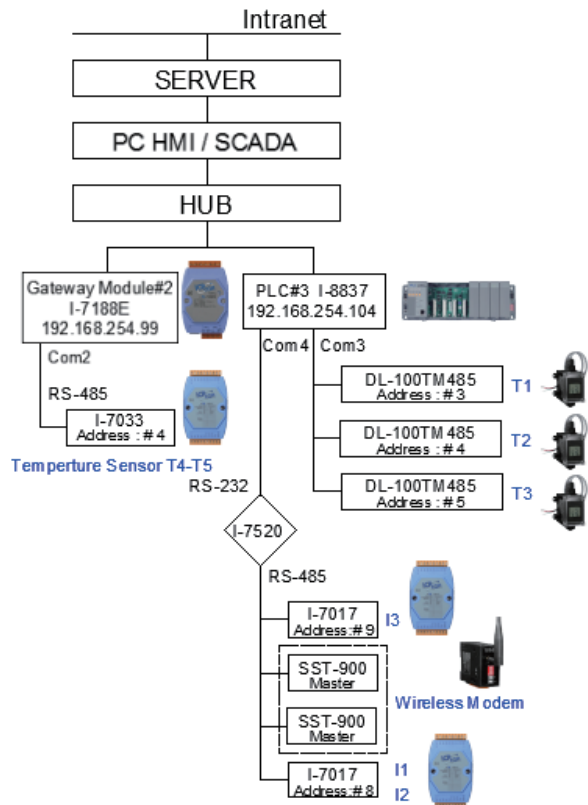 Intranet
SERVER
PC HMI / SCADA
HUB
Gateway Module#2
I-7188E
192.168.254.99
PLC#3 I-8837
192.168.254.104
Com2
Com4
Com3
RS-485
I-7033
Address : #4
Temperture Sensor T4-T5
DL-100TM485
Address : #3
T1
DL-100TM485
Address : #4
T2
DL-100TM485
Address : #5
T3
RS-232
I-7520
RS-485
I-7017
Address:#9
I3
SST-900
Master
SST-900
Master
Wireless Modem
I-7017
Address:#8
I1
I2